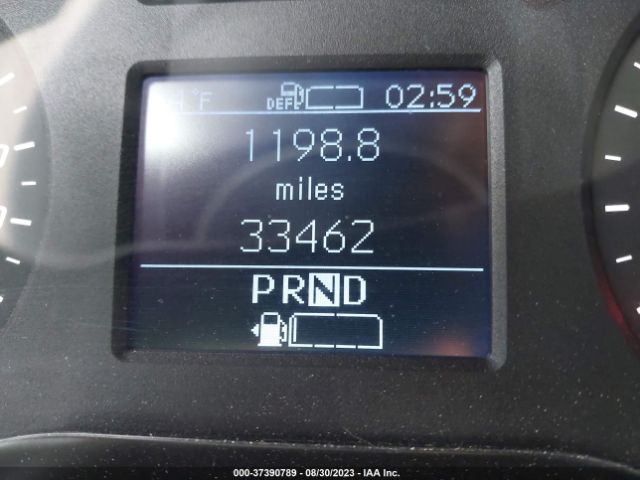 °F DEF 02:59
1198.8
miles
33462
PRND
000-37390789 - 08/30/2023 - IAA Inc.